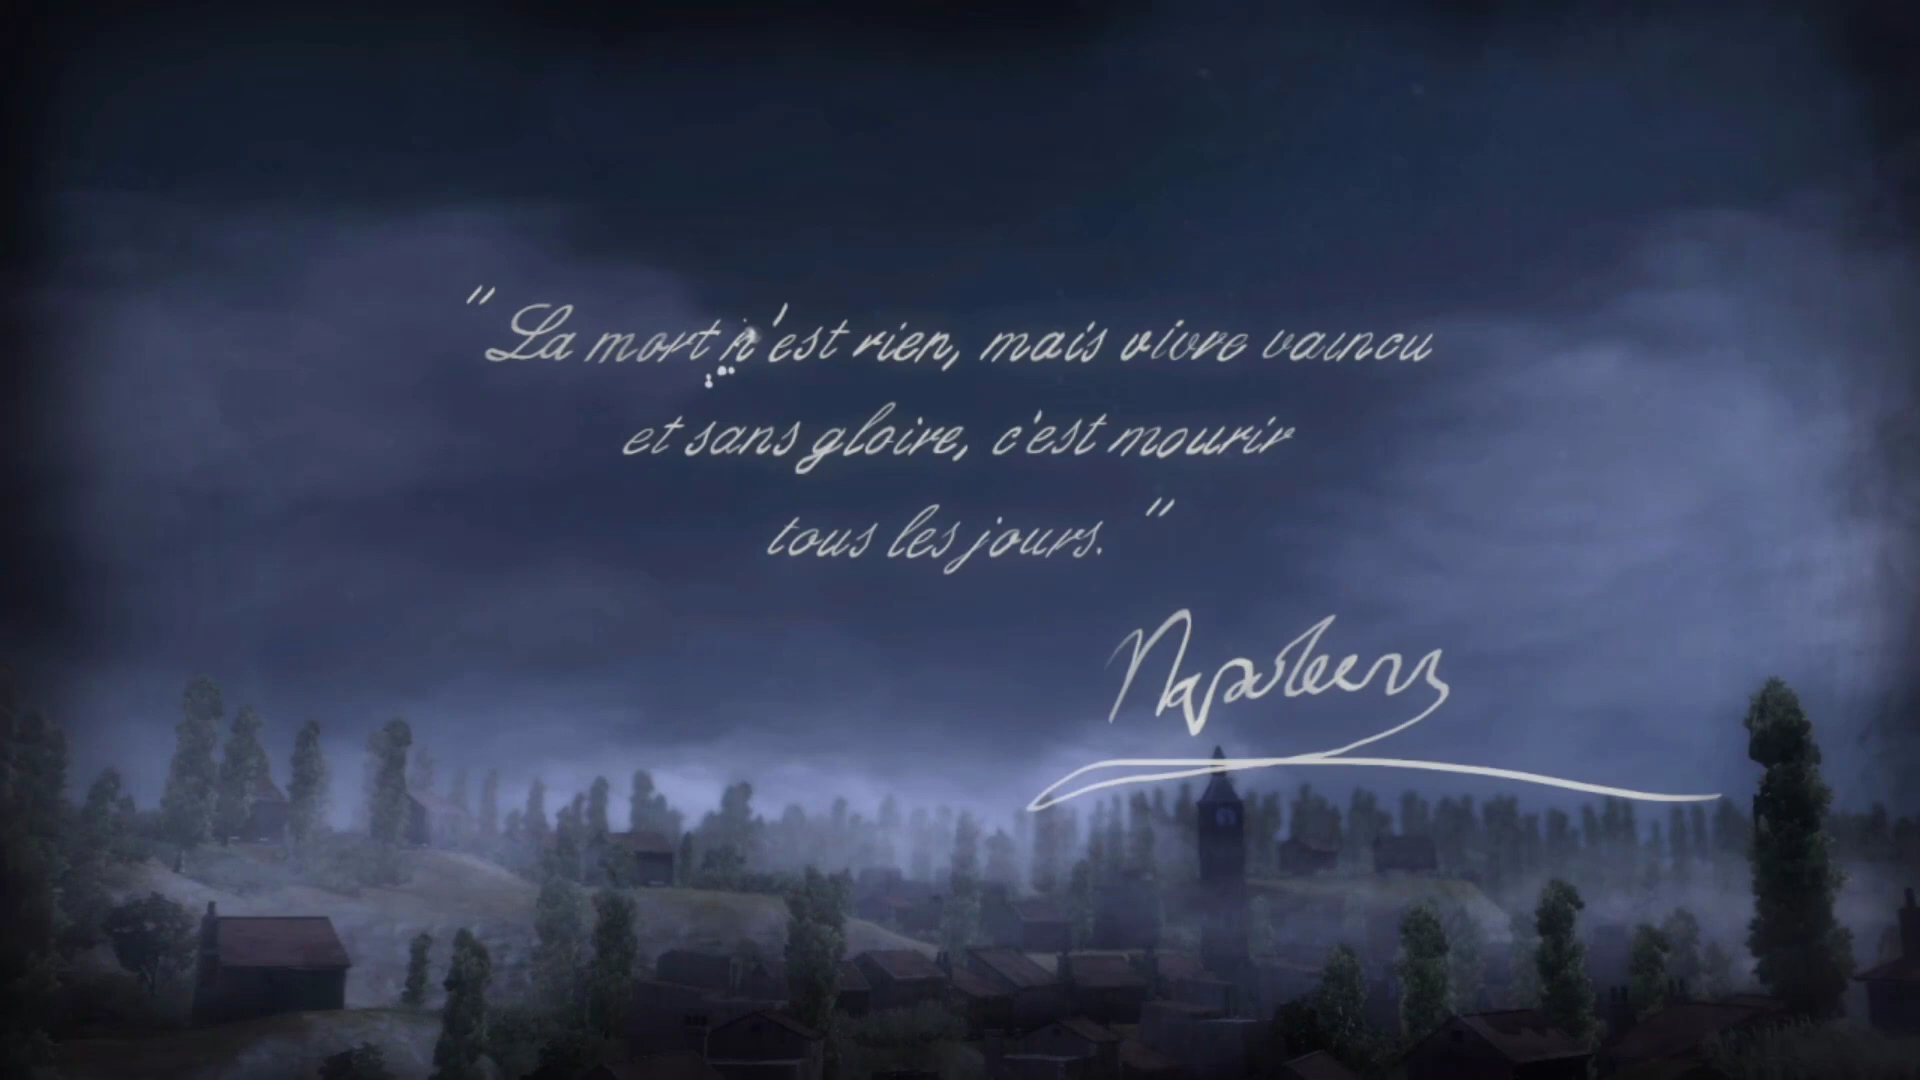 "La mort n'est rien, mais vivre vaincu
et sans gloire, c'est mourir
tous les jours."
Napoleon